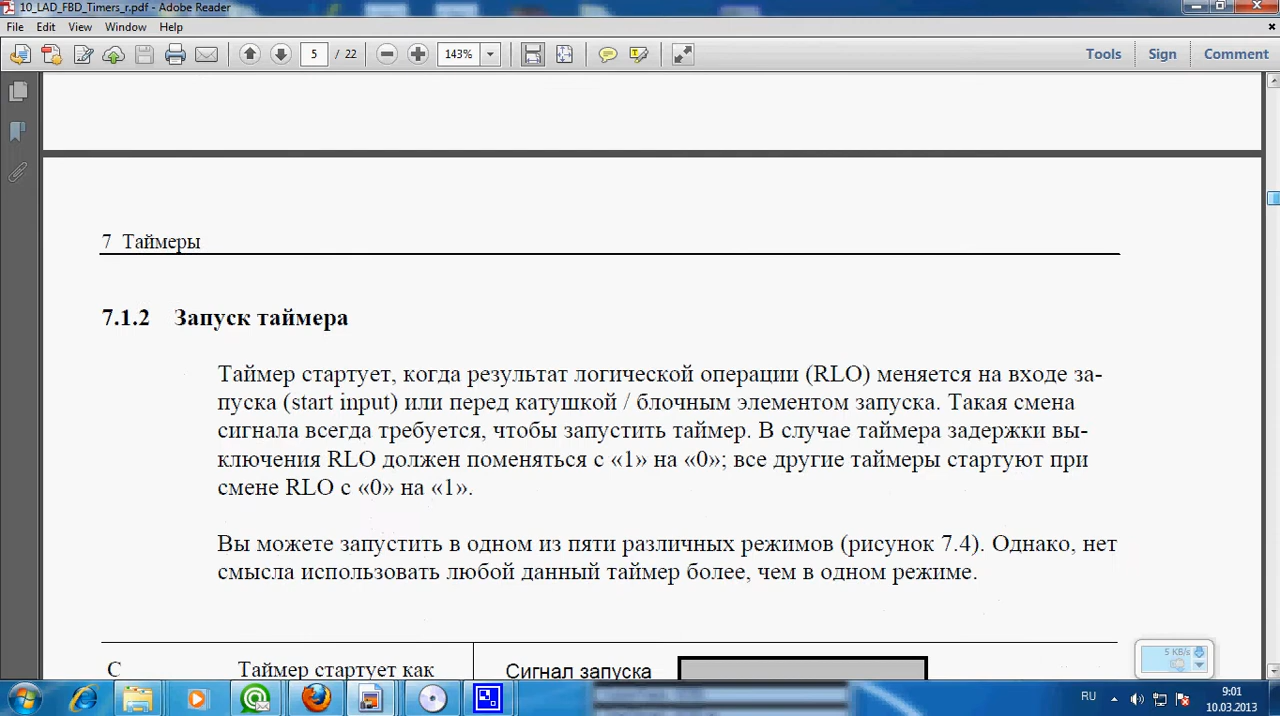 10_LAD_FBD_Timers_r.pdf - Adobe Reader
File Edit View Window Help
5 / 22 143% Tools Sign Comment
7 Таймеры
7.1.2 Запуск таймера
Таймер стартует, когда результат логической операции (RLO) меняется на входе за-
пуска (start input) или перед катушкой / блочным элементом запуска. Такая смена
сигнала всегда требуется, чтобы запустить таймер. В случае таймера задержки вы-
ключения RLO должен поменяться с «1» на «0»; все другие таймеры стартуют при
смене RLO с «0» на «1».
Вы можете запустить в одном из пяти различных режимов (рисунок 7.4). Однако, нет
смысла использовать любой данный таймер более, чем в одном режиме.
С Таймер стартует как Сигнал запуска
5 KB/s
RU 9:01
10.03.2013